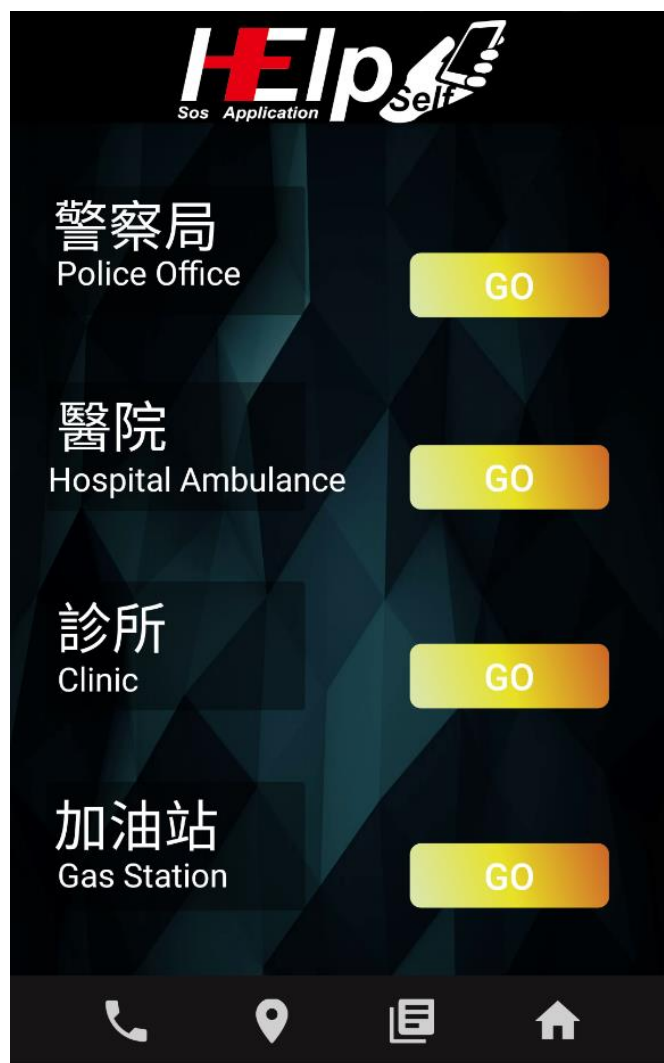 HElp
Self
Sos Application
警察局
Police Office
GO
醫院
Hospital Ambulance
GO
診所
Clinic
GO
加油站
Gas Station
GO